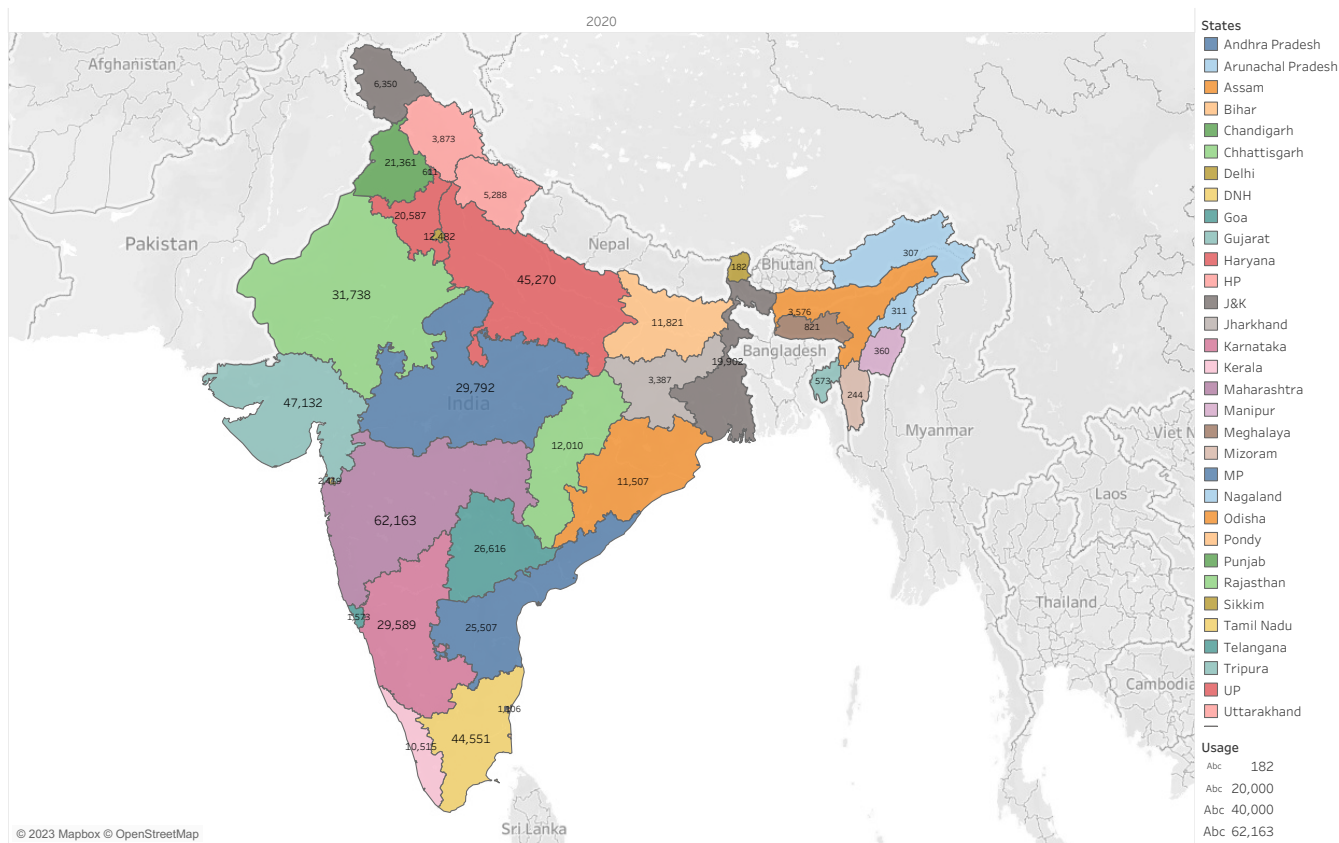 2020
Afghanistan
6,350
3,873
21,361
611
5,288
20,587
Pakistan
12,482
Nepal
307
182
Bhutan
45,270
31,738
11,821
3,576
311
821
Bangladesh
360
19,902
3,387
573
29,792
244
India
47,132
Myanmar
Viet N
12,010
11,507
Laos
62,163
26,616
Thailand
1,573
29,589
25,507
Cambodia
44,551
10,515
Sri Lanka
© 2023 Mapbox © OpenStreetMap
States
Andhra Pradesh
Arunachal Pradesh
Assam
Bihar
Chandigarh
Chhattisgarh
Delhi
DNH
Goa
Gujarat
Haryana
HP
J&K
Jharkhand
Karnataka
Kerala
Maharashtra
Manipur
Meghalaya
Mizoram
MP
Nagaland
Odisha
Pondy
Punjab
Rajasthan
Sikkim
Tamil Nadu
Telangana
Tripura
UP
Uttarakhand
Usage
Abc 182
Abc 20,000
Abc 40,000
Abc 62,163